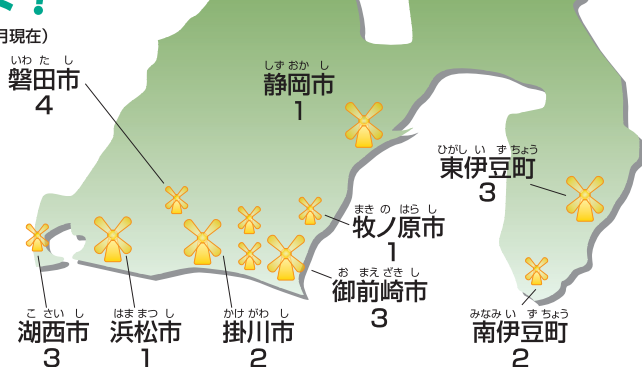 月現在）
いわ た し
磐田市
4
しず おか し
静岡市
1
ひがし い ず ちょう
東伊豆町
3
まき の はら し
牧ノ原市
1
お まえ ざき し
御前崎市
3
こ さい し
湖西市
3
はま まつ し
浜松市
1
かけ がわ し
掛川市
2
みなみ い ず ちょう
南伊豆町
2